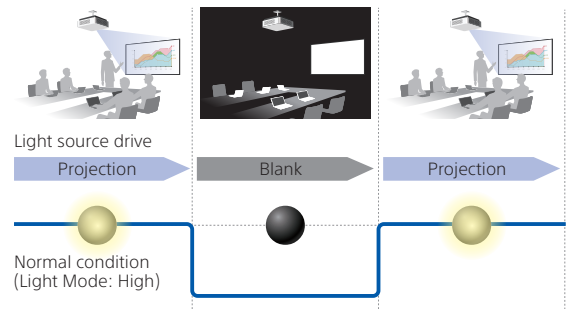 Light source drive
Projection
Blank
Projection
Normal condition
(Light Mode: High)